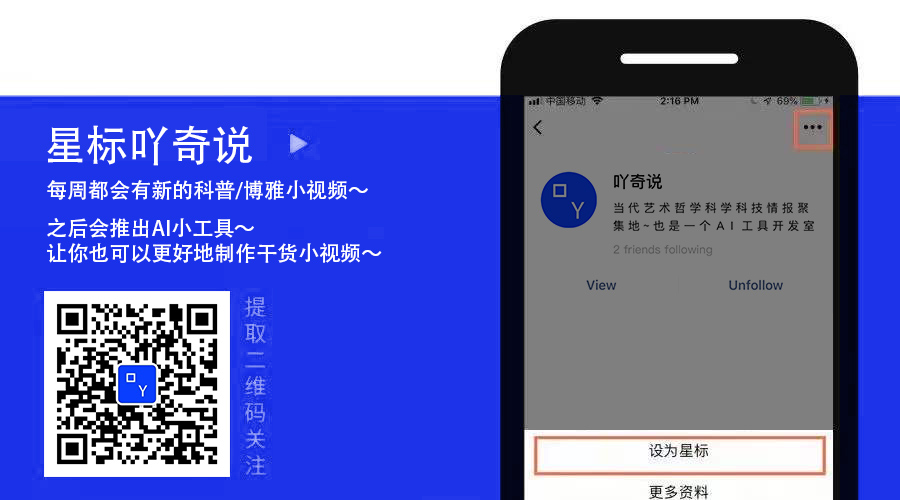 星标吖奇说
每周都会有新的科普/博雅小视频～
之后会推出AI小工具～
让你也可以更好地制作干货小视频～
提取二维码关注
Y
中国移动
2:16 PM
69%
吖奇说
当代艺术哲学科学科技情报聚
集地~也是一个AI工具开发室
2 friends following
View
Unfollow
Y
设为星标
更多资料